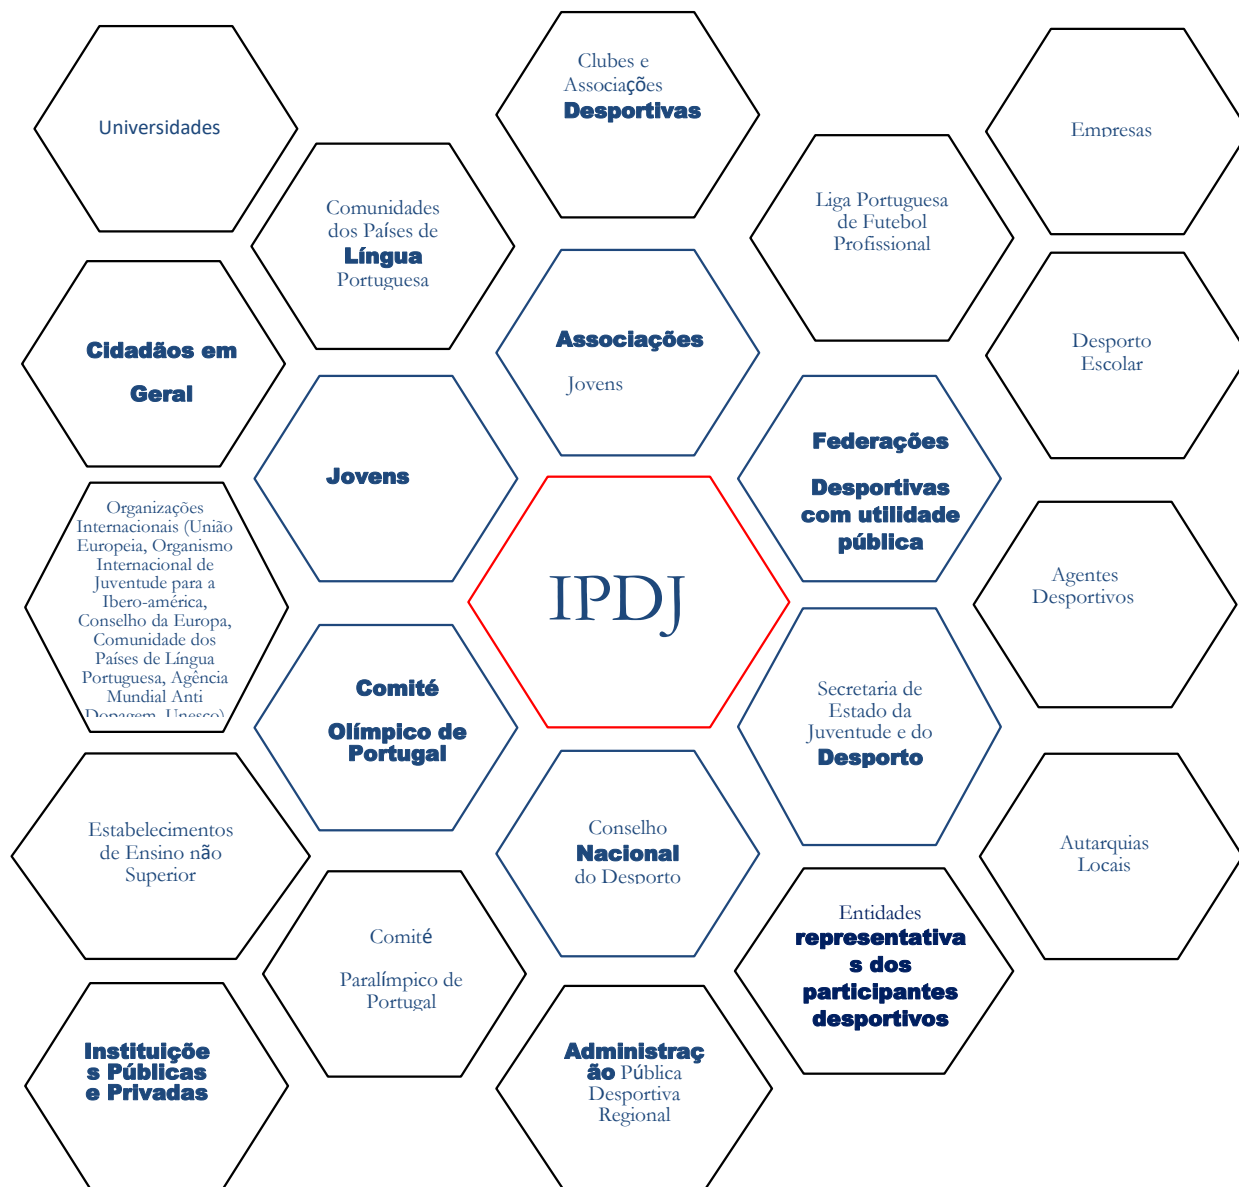 Universidades
Clubes e
Associações
Desportivas
Empresas
Comunidades
dos Países de
Língua
Portuguesa
Liga Portuguesa
de Futebol
Profissional
Cidadãos em
Geral
Associações
Jovens
Desporto
Escolar
Jovens
Federações
Desportivas
com utilidade
pública
Organizações
Internacionais (União
Europeia, Organismo
Internacional de
Juventude para a
Ibero-américa,
Conselho da Europa,
Comunidade dos
Países de Língua
Portuguesa, Agência
Mundial Anti
Dopagem, Unesco)
IPDJ
Agentes
Desportivos
Comité
Olímpico de
Portugal
Secretaria de
Estado da
Juventude e do
Desporto
Estabelecimentos
de Ensino não
Superior
Conselho
Nacional
do Desporto
Autarquias
Locais
Comité
Paralímpico de
Portugal
Entidades
representativa
s dos
participantes
desportivos
Instituiçõe
s Públicas
e Privadas
Administraç
ão Pública
Desportiva
Regional